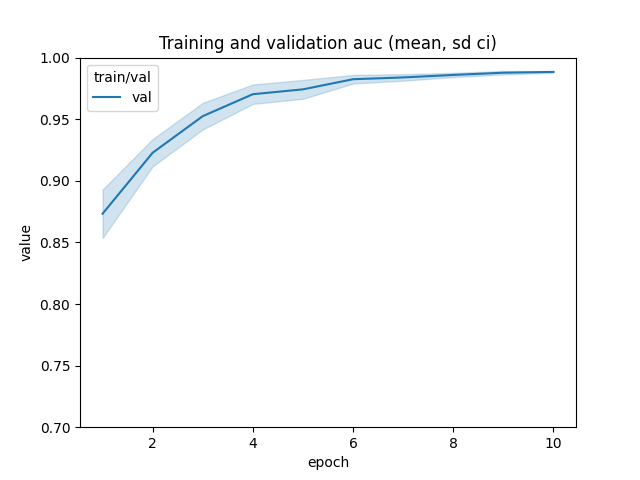 Training and validation auc (mean, sd ci)
train/val
val
1.00
0.95
0.90
0.85
0.80
0.75
0.70
value
2
4
6
8
10
epoch